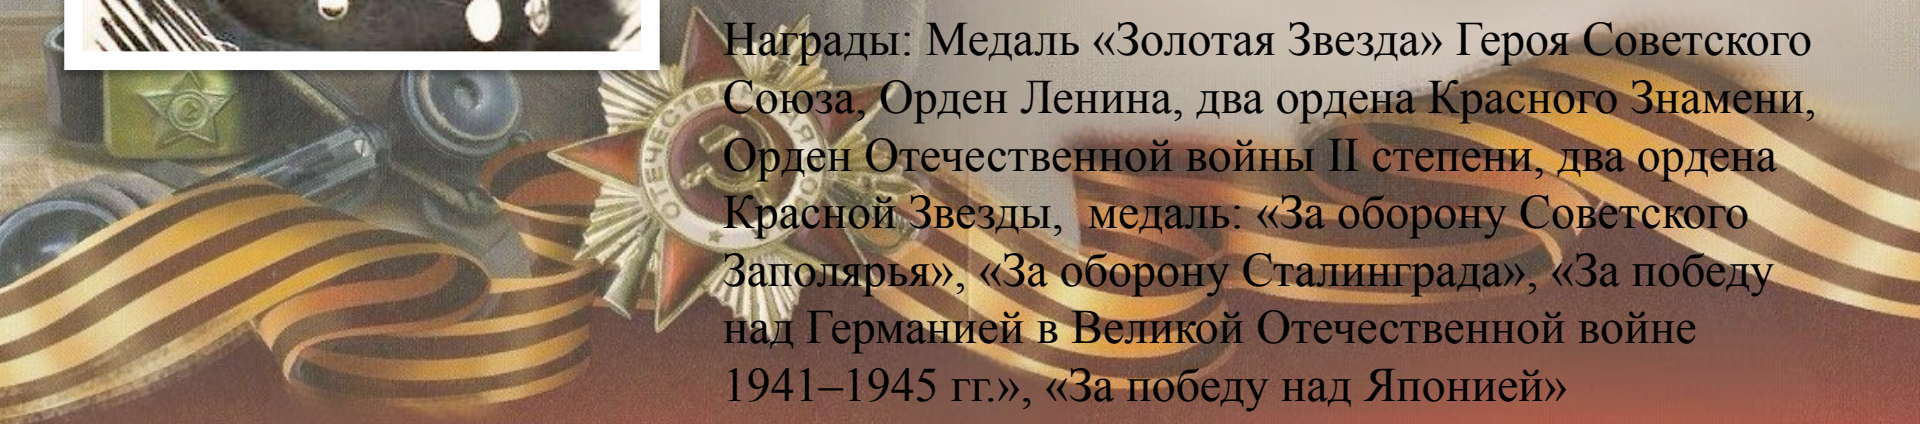 Награды: Медаль «Золотая Звезда» Героя Советского
Союза, Орден Ленина, два ордена Красного Знамени,
Орден Отечественной войны II степени, два ордена
Красной Звезды,  медаль: «За оборону Советского
Заполярья», «За оборону Сталинграда», «За победу
над Германией в Великой Отечественной войне
1941–1945 гг.», «За победу над Японией»